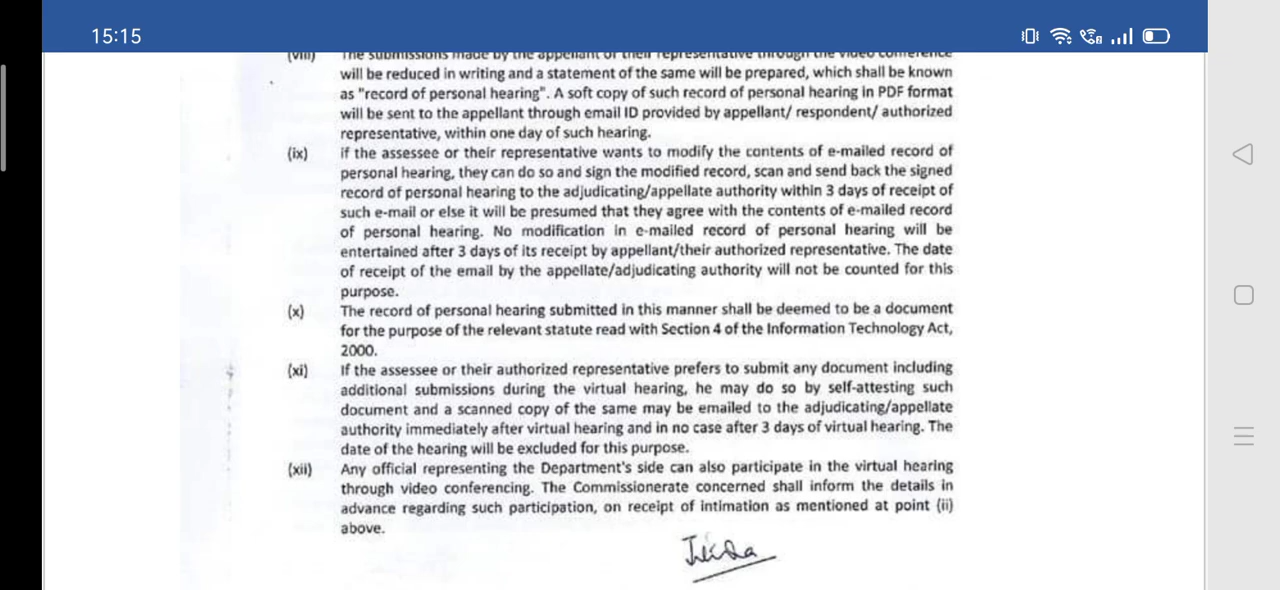 15:15
(viii) The submissions made by the appellant or their representative through the video conference
will be reduced in writing and a statement of the same will be prepared, which shall be known
as "record of personal hearing". A soft copy of such record of personal hearing in PDF format
will be sent to the appellant through email ID provided by appellant/ respondent/ authorized
representative, within one day of such hearing.
(ix) if the assessee or their representative wants to modify the contents of e-mailed record of
personal hearing, they can do so and sign the modified record, scan and send back the signed
record of personal hearing to the adjudicating/appellate authority within 3 days of receipt of
such e-mail or else it will be presumed that they agree with the contents of e-mailed record
of personal hearing. No modification in e-mailed record of personal hearing will be
entertained after 3 days of its receipt by appellant/their authorized representative. The date
of receipt of the email by the appellate/adjudicating authority will not be counted for this
purpose.
(x) The record of personal hearing submitted in this manner shall be deemed to be a document
for the purpose of the relevant statute read with Section 4 of the Information Technology Act,
2000.
(xi) If the assessee or their authorized representative prefers to submit any document including
additional submissions during the virtual hearing, he may do so by self-attesting such
document and a scanned copy of the same may be emailed to the adjudicating/appellate
authority immediately after virtual hearing and in no case after 3 days of virtual hearing. The
date of the hearing will be excluded for this purpose.
(xii) Any official representing the Department's side can also participate in the virtual hearing
through video conferencing. The Commissionerate concerned shall inform the details in
advance regarding such participation, on receipt of intimation as mentioned at point (ii)
above.